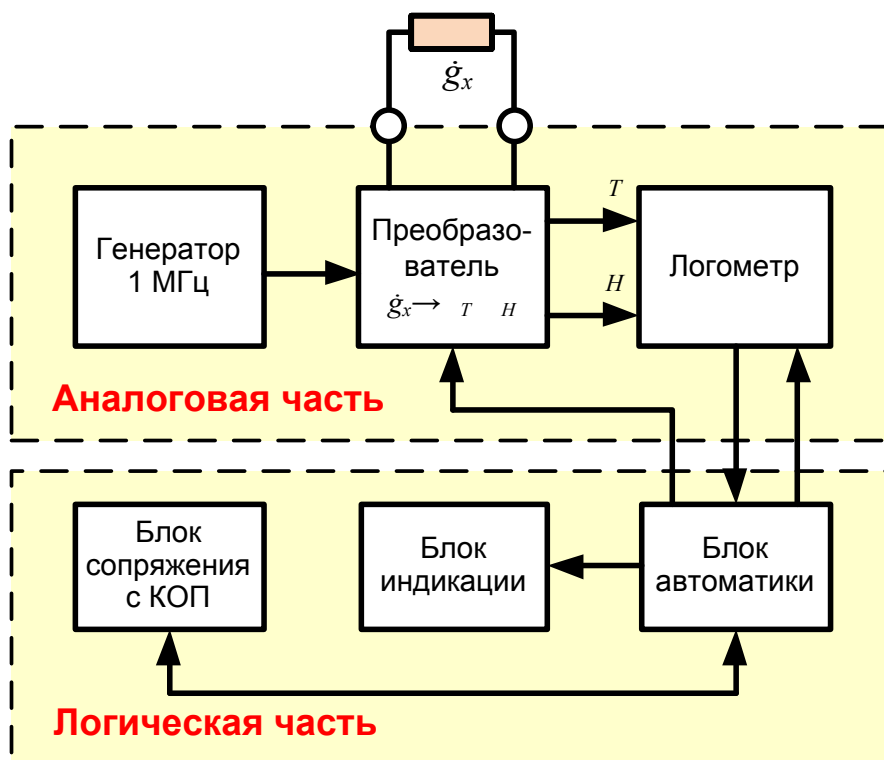 ġₓ
Генератор
1 МГц
Преобразо-
ватель
ġₓ→ T H
T
H
Логометр
Аналоговая часть
Блок
сопряжения
с КОП
Блок
индикации
Блок
автоматики
Логическая часть